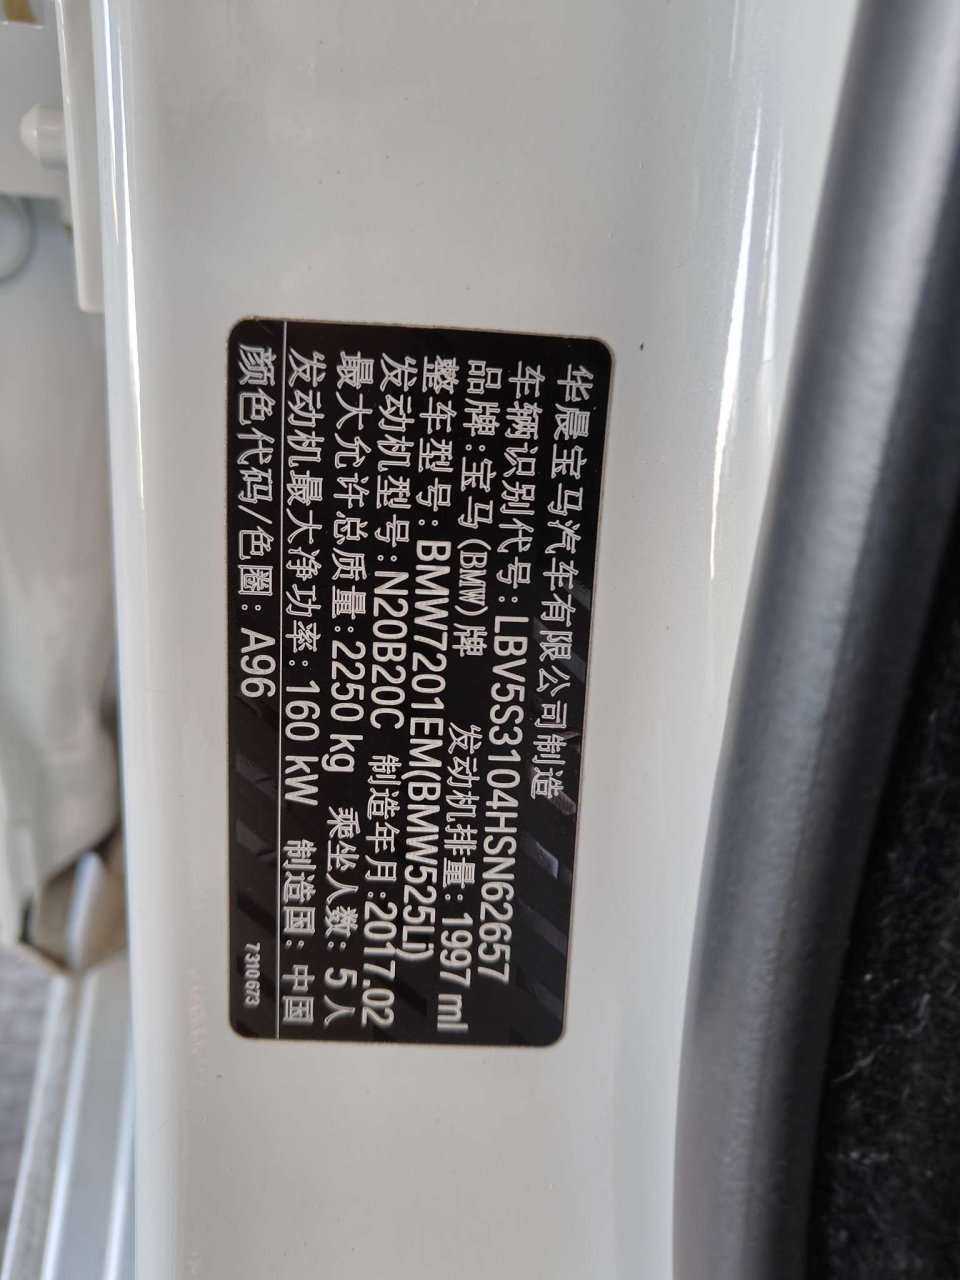 华晨宝马汽车有限公司制造
车辆识别代号: LBV5S3104HSN62657
品牌:宝马(BMW)牌 发动机排量: 1997 ml
整车型号: BMW7201EM(BMW525Li)
发动机型号:N20B20C 制造年月:2017.02
最大允许总质量:2250 kg 乘坐人数: 5 人
发动机最大净功率: 160 kW 制造国: 中国
颜色代码/色圈: A96 7310673